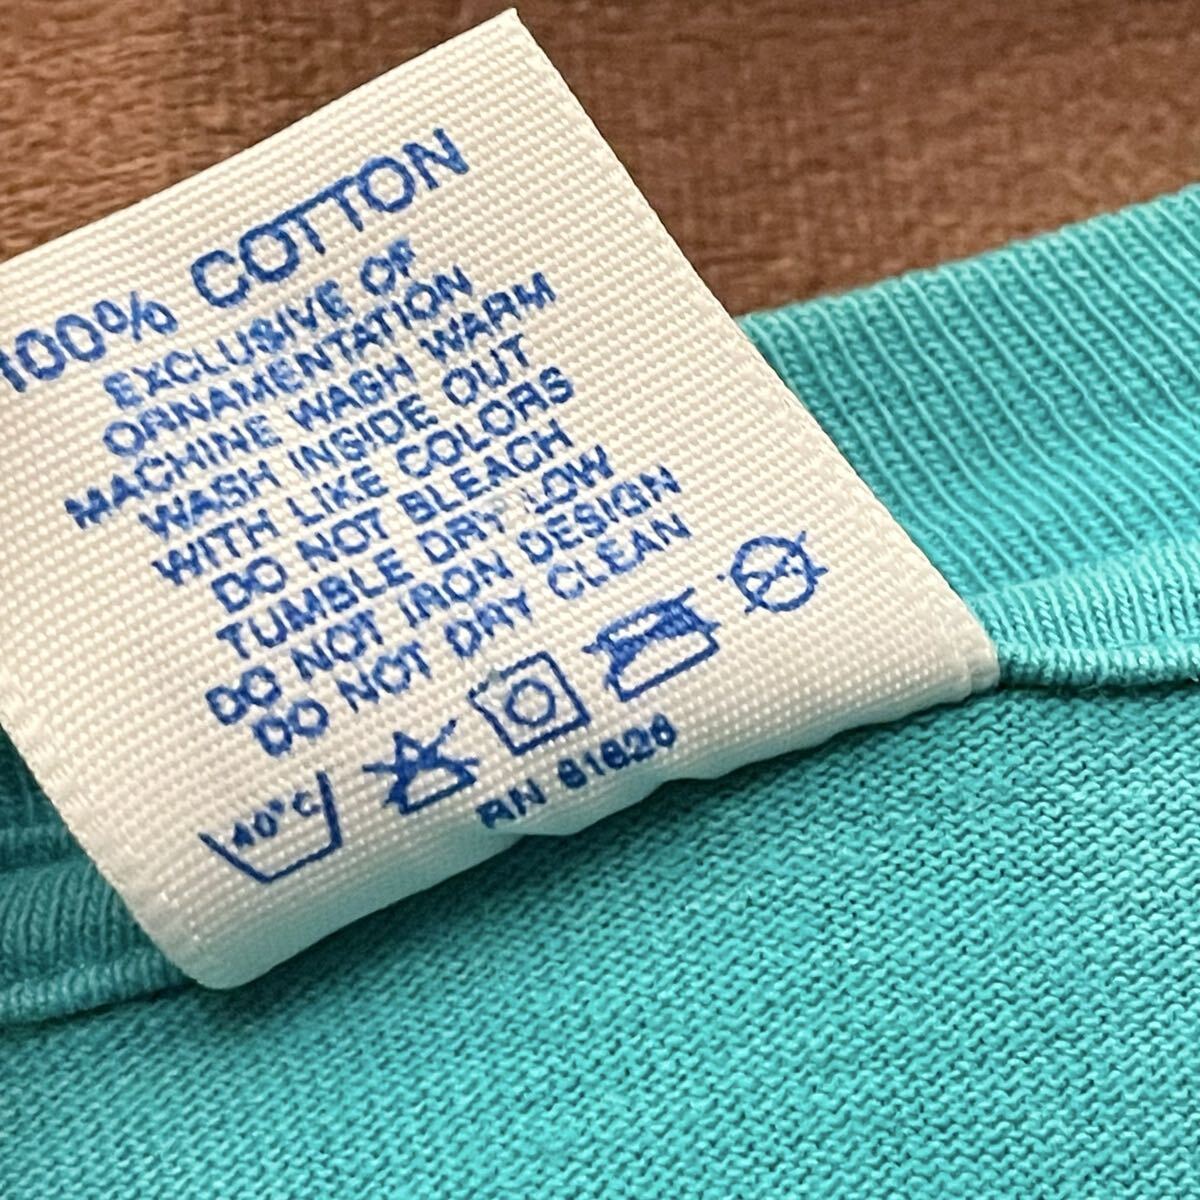 100% COTTON
EXCLUSIVE OF
ORNAMENTATION
MACHINE WASH WARM
WASH INSIDE OUT
WITH LIKE COLORS
DO NOT BLEACH
TUMBLE DRY LOW
DO NOT IRON DESIGN
DO NOT DRY CLEAN
40°C
RN 61626